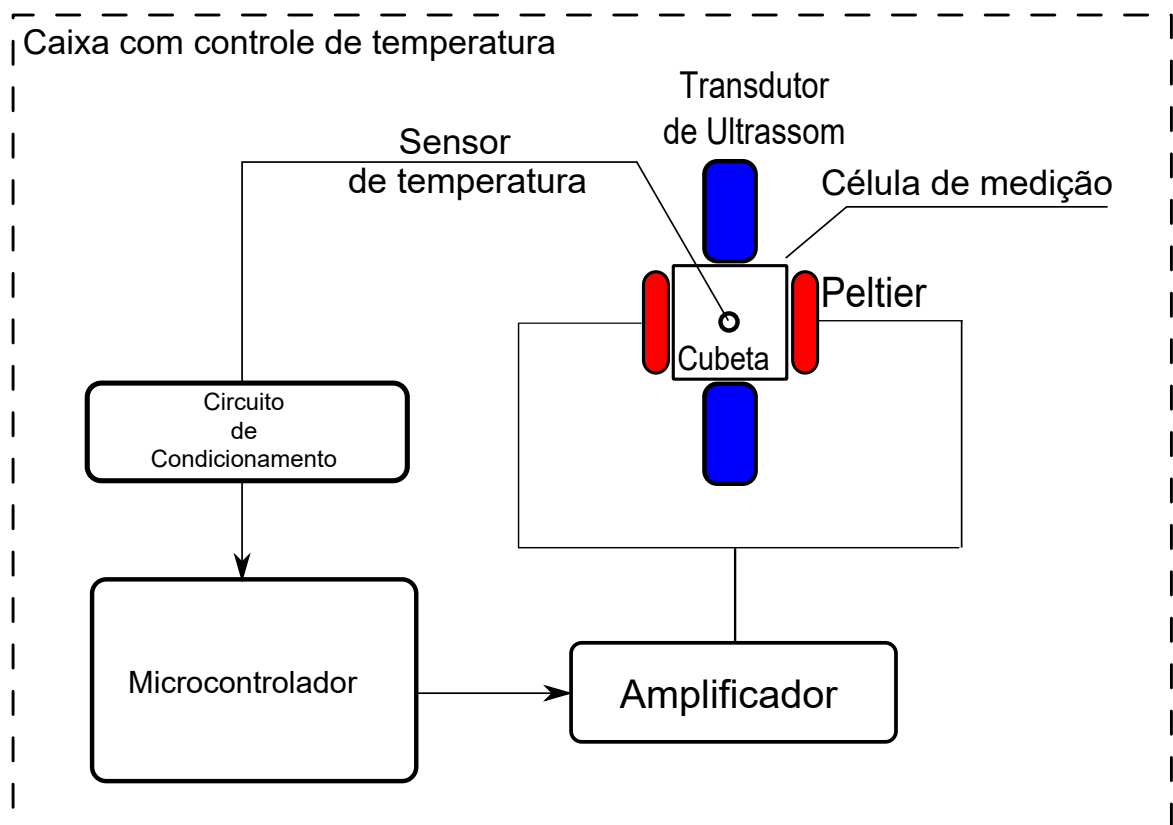 Caixa com controle de temperatura
Transdutor
de Ultrassom
Sensor
de temperatura
Célula de medição
Peltier
Cubeta
Circuito
de
Condicionamento
Microcontrolador
Amplificador